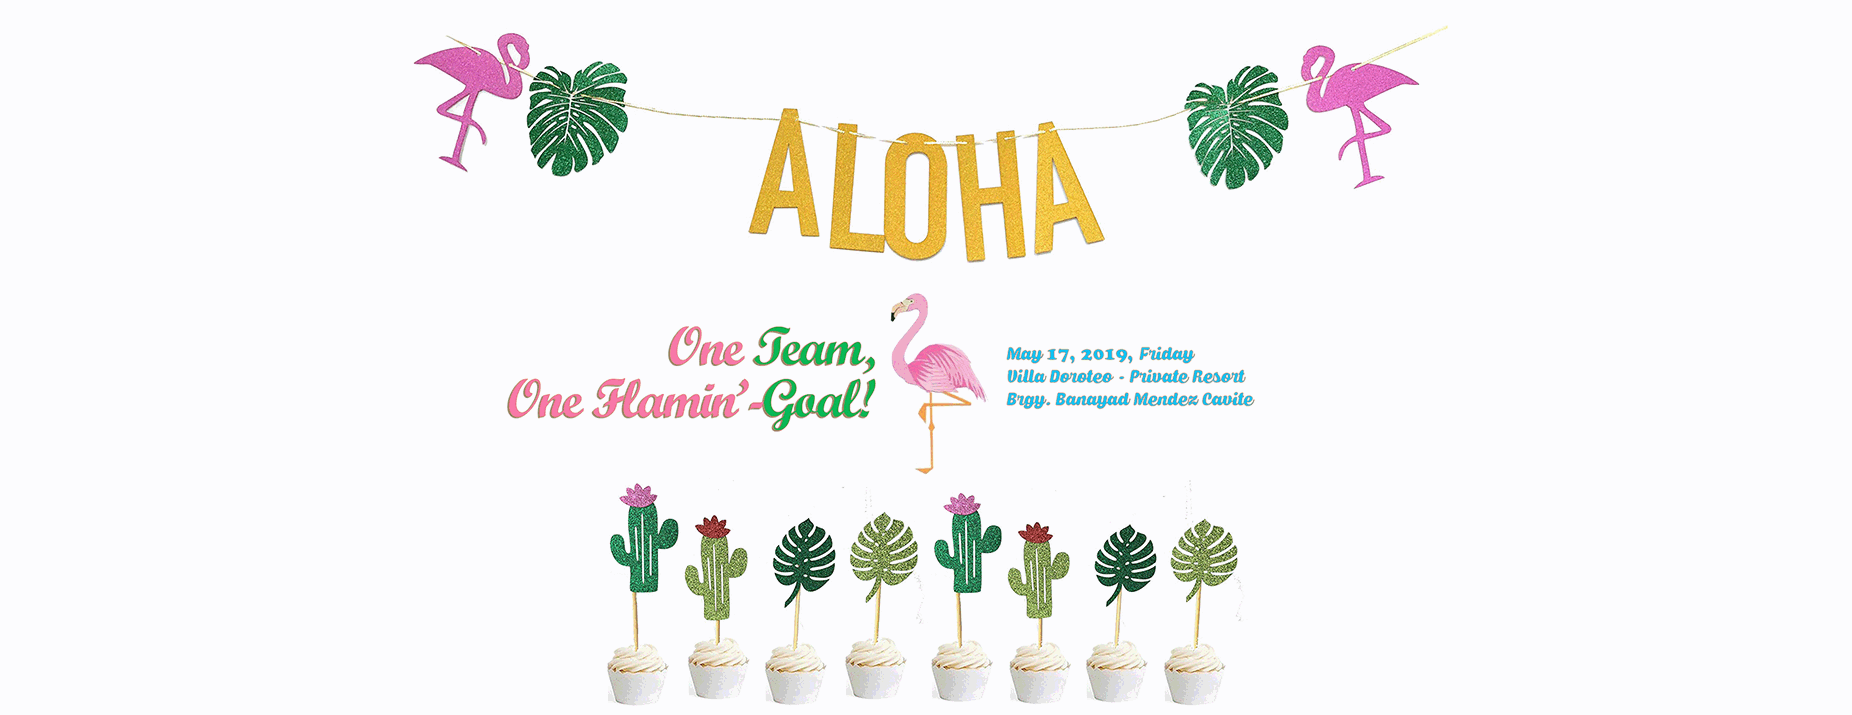 ALOHA
One Team,
One Flamin'-Goal!
May 17, 2019, Friday
Villa Doroteo - Private Resort
Brgy. Banayad Mendez Cavite